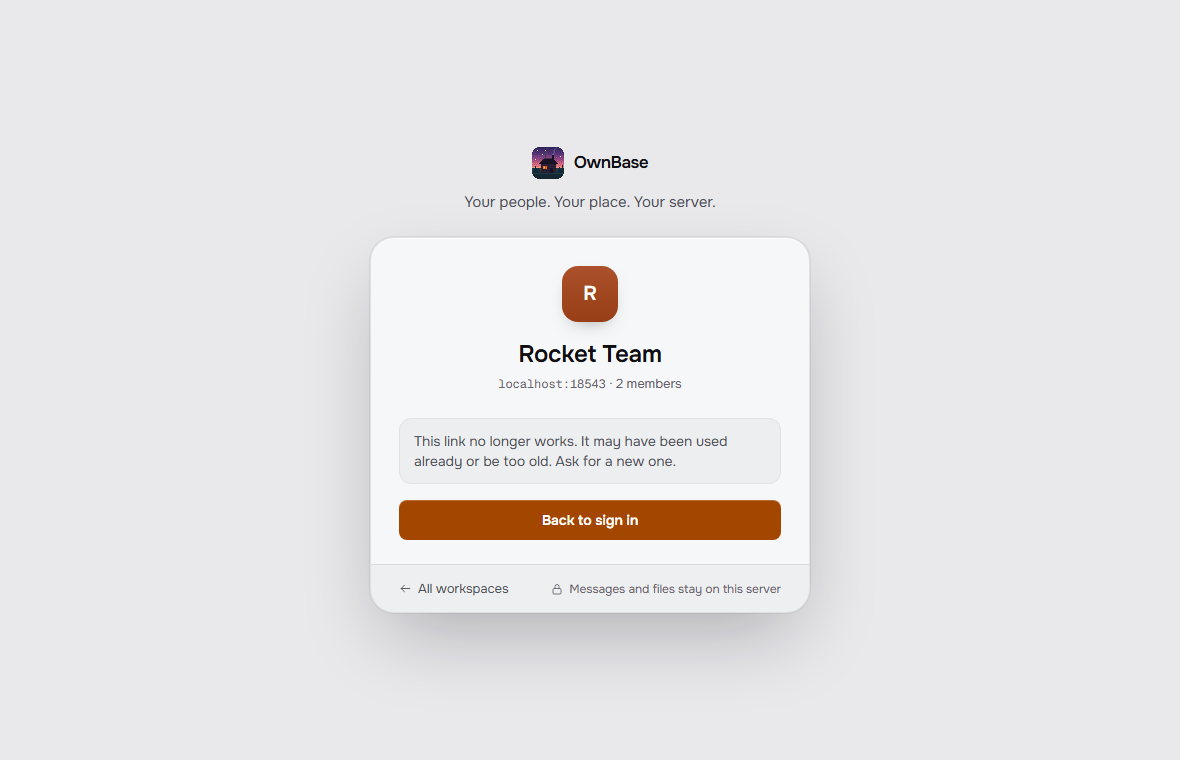 OwnBase
Your people. Your place. Your server.
R
Rocket Team
localhost:18543 · 2 members
This link no longer works. It may have been used
already or be too old. Ask for a new one.
Back to sign in
← All workspaces
Messages and files stay on this server